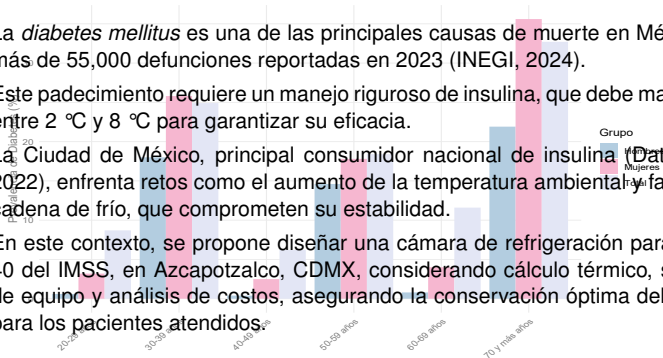 La diabetes mellitus es una de las principales causas de muerte en Mé
más de 55,000 defunciones reportadas en 2023 (INEGI, 2024).
Este padecimiento requiere un manejo riguroso de insulina, que debe ma
entre 2 °C y 8 °C para garantizar su eficacia.
La Ciudad de México, principal consumidor nacional de insulina (Dat
2022), enfrenta retos como el aumento de la temperatura ambiental y fa
cadena de frío, que comprometen su estabilidad.
En este contexto, se propone diseñar una cámara de refrigeración para
40 del IMSS, en Azcapotzalco, CDMX, considerando cálculo térmico, s
de equipo y análisis de costos, asegurando la conservación óptima del
para los pacientes atendidos.
Grupo
Hombres
Mujeres
Total
20
10
30-39 años
40-49 años
50-59 años
60-69 años
70 y más años